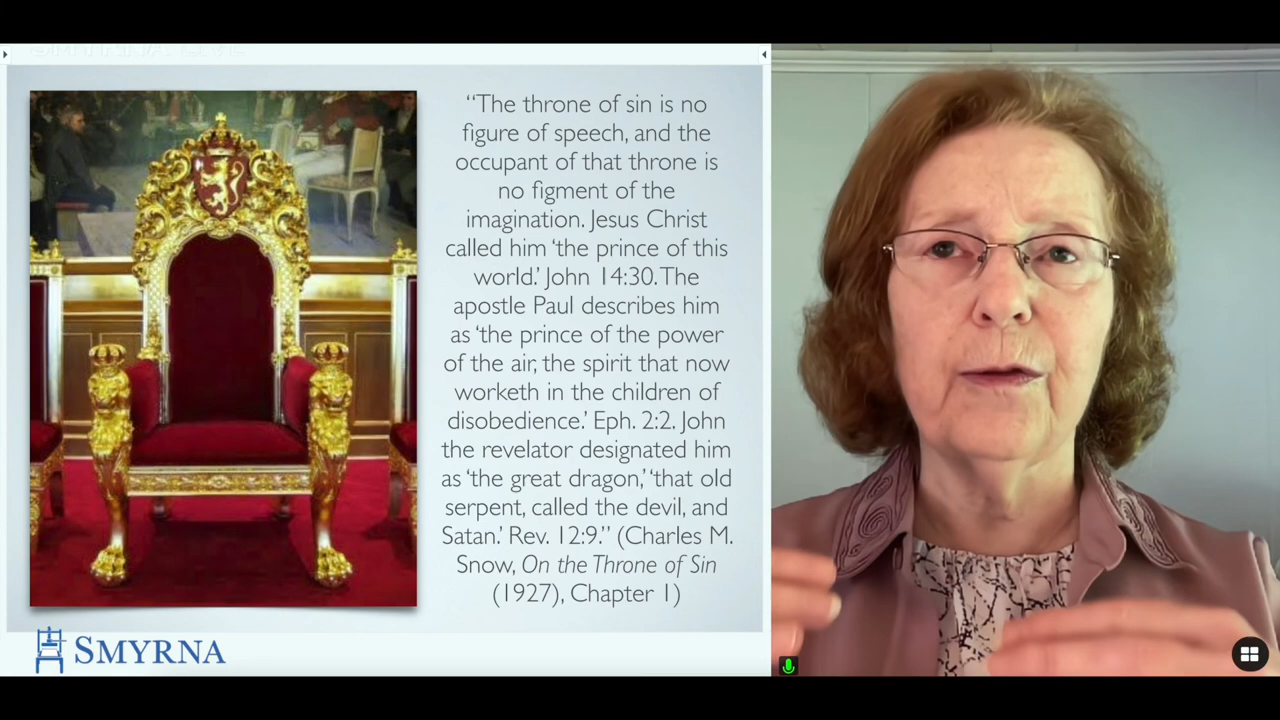 “The throne of sin is no
figure of speech, and the
occupant of that throne is
no figment of the
imagination. Jesus Christ
called him ‘the prince of this
world.’ John 14:30. The
apostle Paul describes him
as ‘the prince of the power
of the air, the spirit that now
worketh in the children of
disobedience.’ Eph. 2:2. John
the revelator designated him
as ‘the great dragon,’ ‘that old
serpent, called the devil, and
Satan.’ Rev. 12:9.” (Charles M.
Snow, On the Throne of Sin
(1927), Chapter 1)
SMYRNA